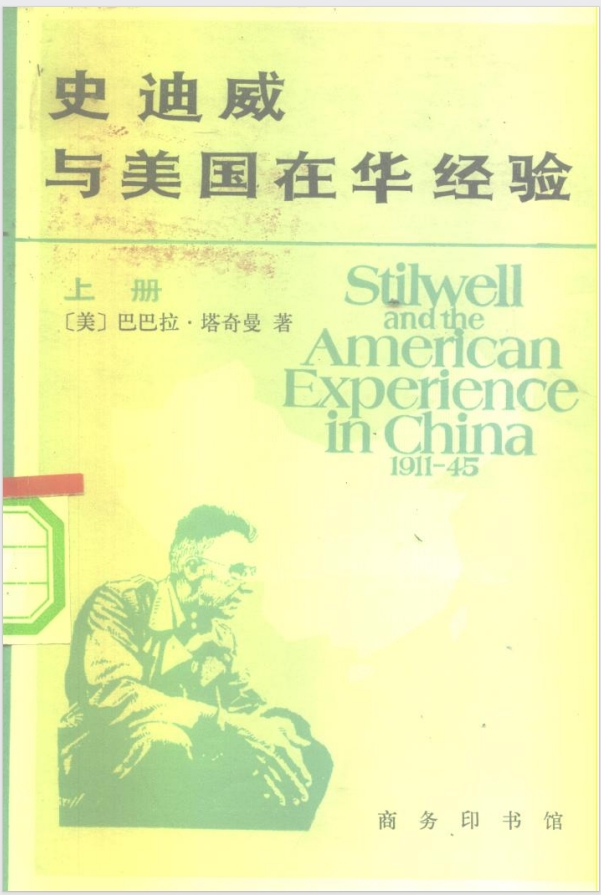 史迪威
与美国在华经验
上册
〔美〕巴巴拉·塔奇曼 著
Stilwell
and the
American
Experience
in China
1911-45
商务印书馆